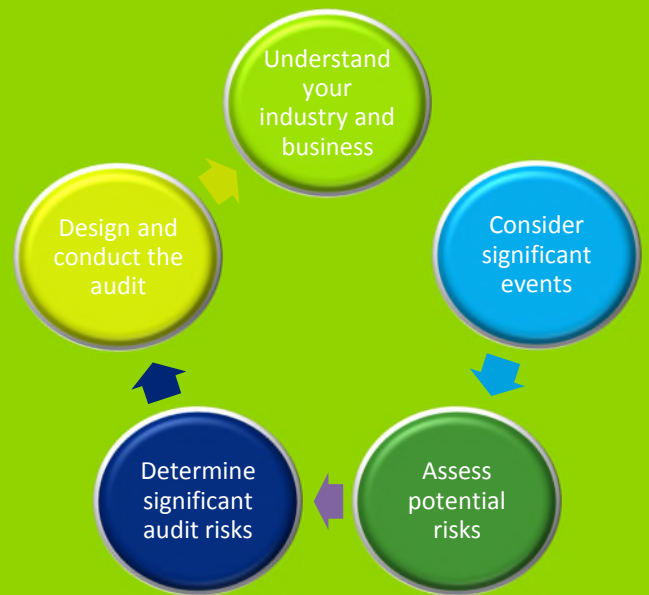 Understand
your
industry and
business
Consider
significant
events
Assess
potential
risks
Determine
significant
audit risks
Design and
conduct the
audit